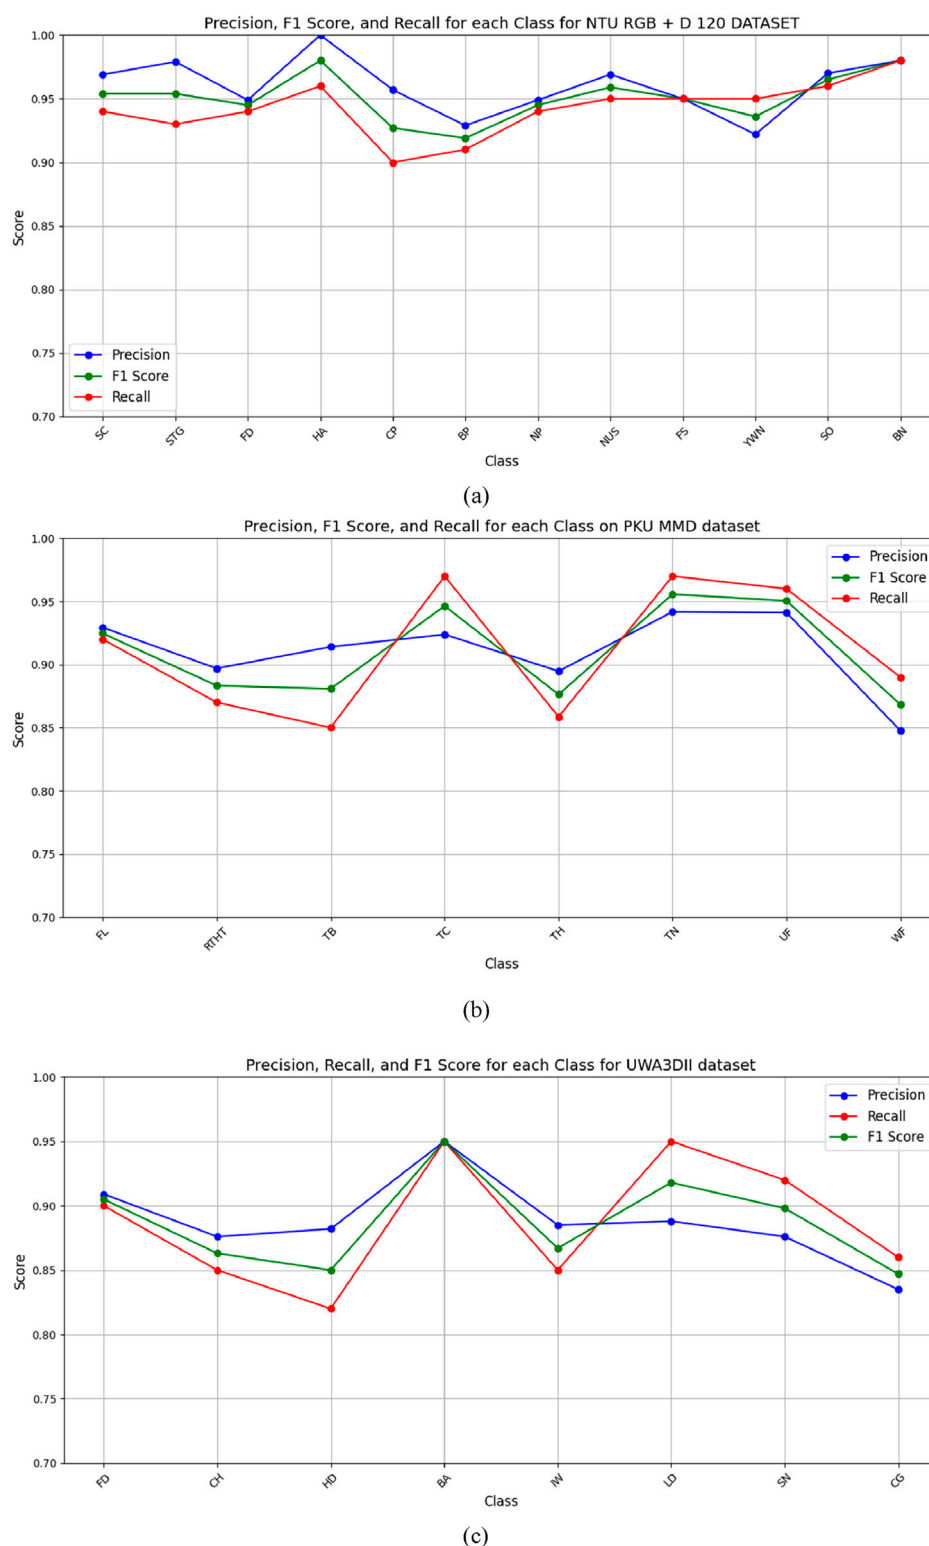 Precision, F1 Score, and Recall for each Class for NTU RGB + D 120 DATASET
1.00
0.95
0.90
0.85
0.80
0.75
0.70
Score
Precision
F1 Score
Recall
SC STG FD HA CP BP NP NUS FS YWN SO BN
Class
(a)
Precision, F1 Score, and Recall for each Class on PKU MMD dataset
1.00
0.95
0.90
0.85
0.80
0.75
0.70
Score
Precision
F1 Score
Recall
FL RTHT TB TC TH TN UF WF
Class
(b)
Precision, Recall, and F1 Score for each Class for UWA3DII dataset
1.00
0.95
0.90
0.85
0.80
0.75
0.70
Score
Precision
Recall
F1 Score
FD CH HD BA IW LD SN CG
Class
(c)